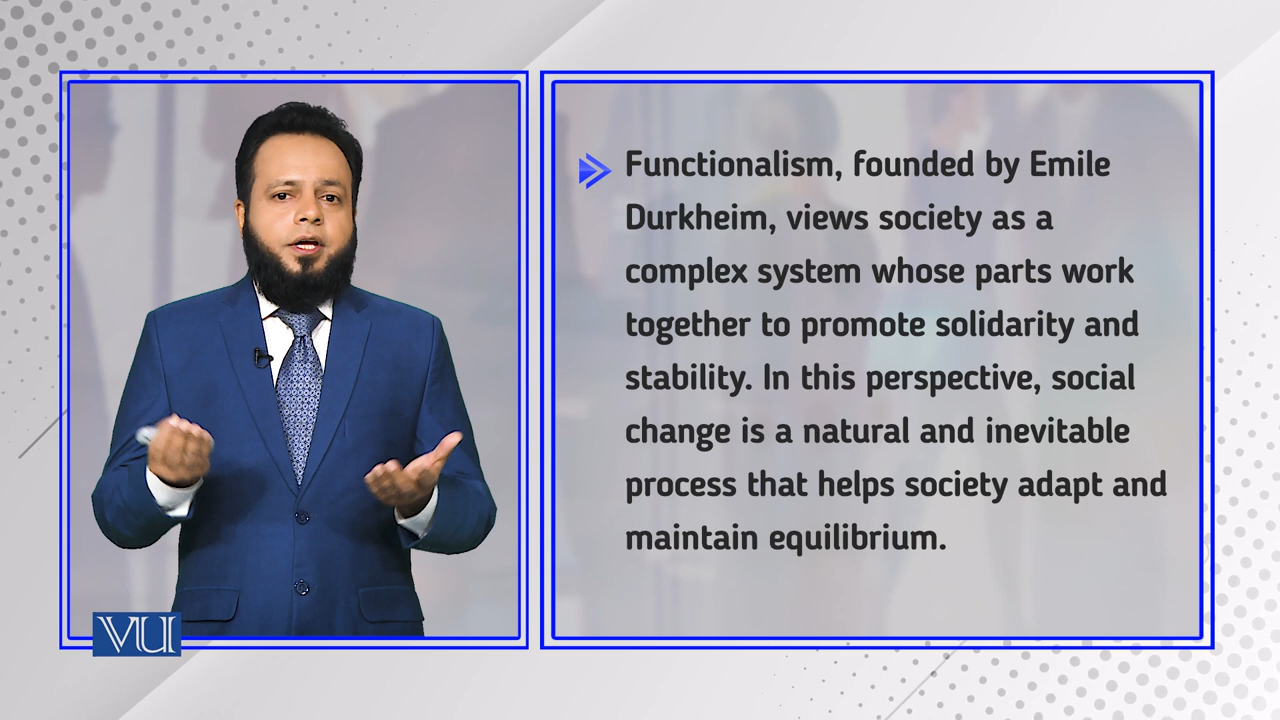 Functionalism, founded by Emile
Durkheim, views society as a
complex system whose parts work
together to promote solidarity and
stability. In this perspective, social
change is a natural and inevitable
process that helps society adapt and
maintain equilibrium.
VU